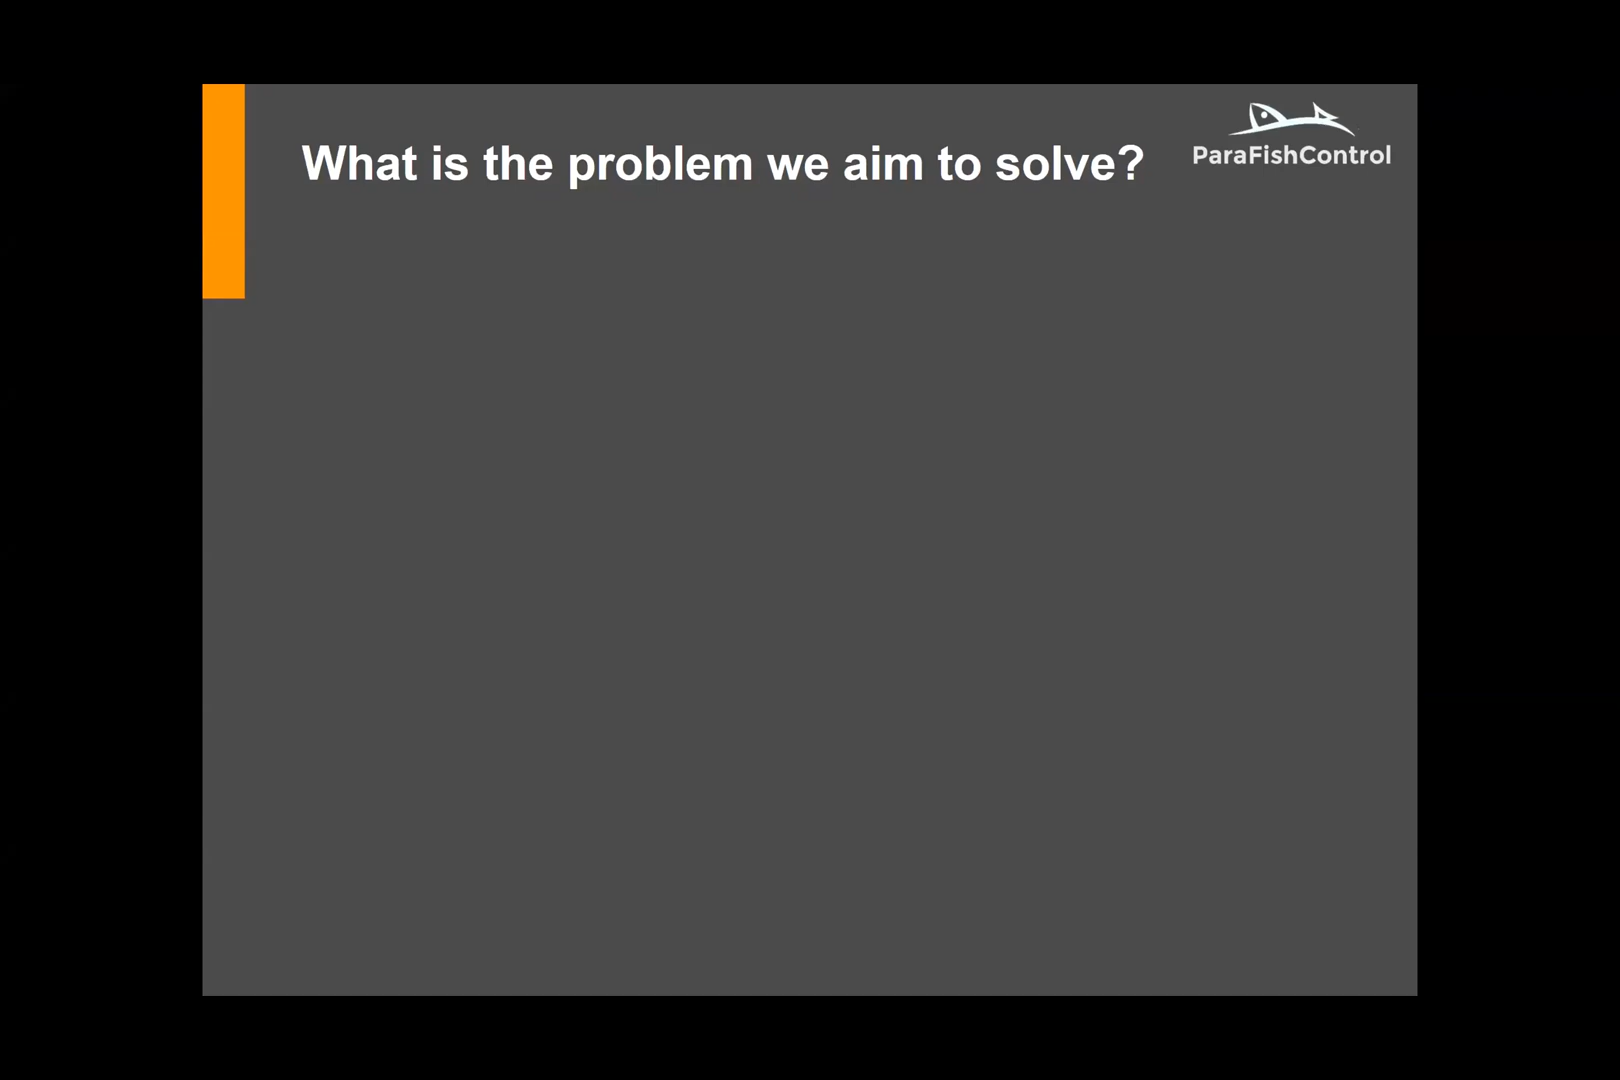 What is the problem we aim to solve?
ParaFishControl